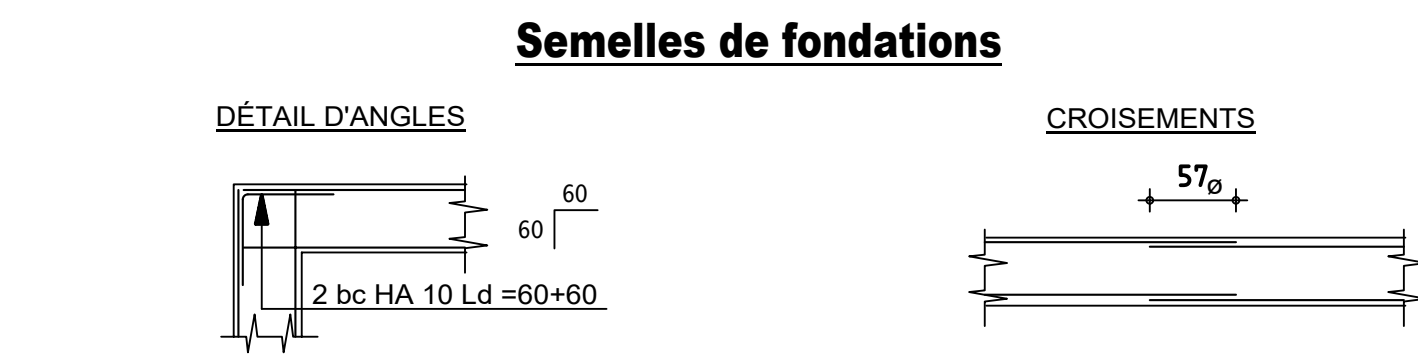 Semelles de fondations
DÉTAIL D'ANGLES
CROISEMENTS
57ø
60
60
2 bc HA 10 Ld =60+60